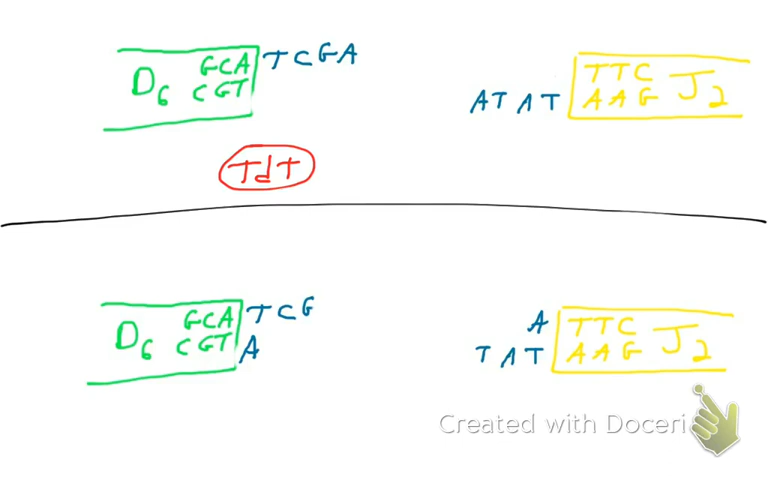 GCA TCGA TTC
D6 CGT ATAT AAG J2
TdT
GCA TCG A TTC
D6 CGT A TAT AAG J2
Created with Doceri